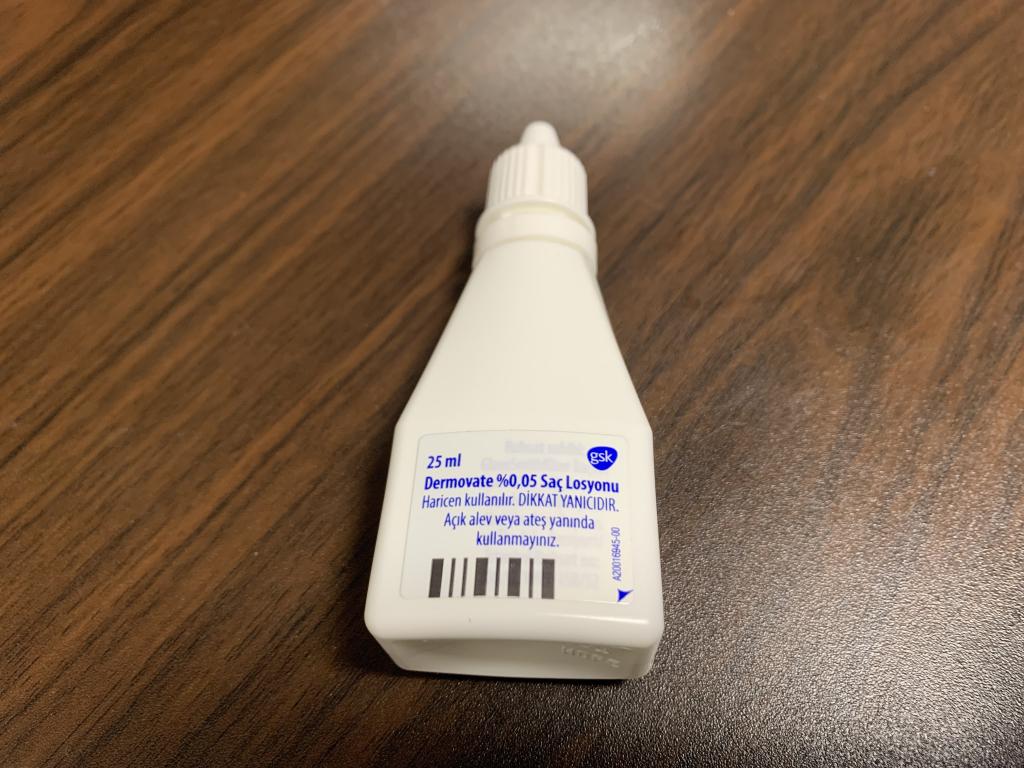 25 ml
gsk
Dermovate %0,05 Saç Losyonu
Haricen kullanılır. DİKKAT YANICIDIR.
Açık alev veya ateş yanında
kullanmayınız.
A20016945-00